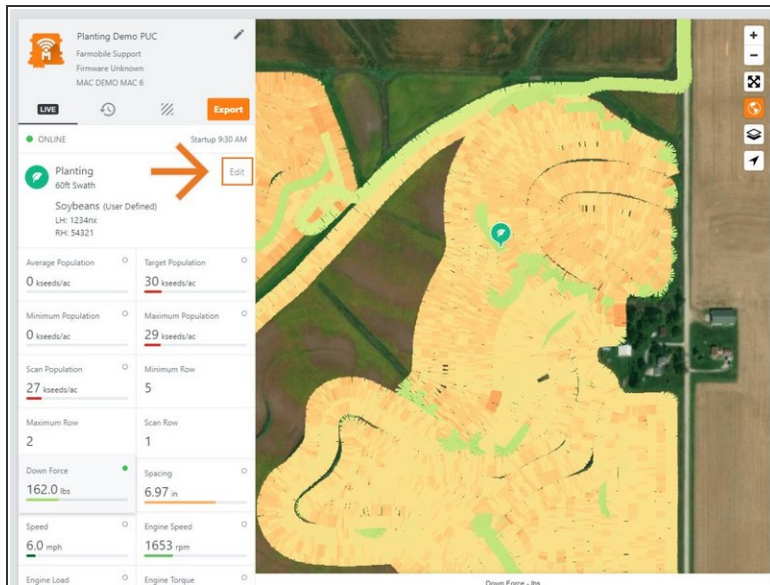 Planting Demo PUC
Farmobile Support
Firmware Unknown
MAC DEMO MAC 6
LIVE
Export
ONLINE
Startup 9:30 AM
Planting
60ft Swath
Edit
Soybeans (User Defined)
LH: 1234nx
RH: 54321
Average Population
0 kseeds/ac
Target Population
30 kseeds/ac
Minimum Population
0 kseeds/ac
Maximum Population
29 kseeds/ac
Scan Population
27 kseeds/ac
Minimum Row
5
Maximum Row
2
Scan Row
1
Down Force
162.0 lbs
Spacing
6.97 in
Speed
6.0 mph
Engine Speed
1653 rpm
Engine Load
Engine Torque
Down Force - lbs
+
−